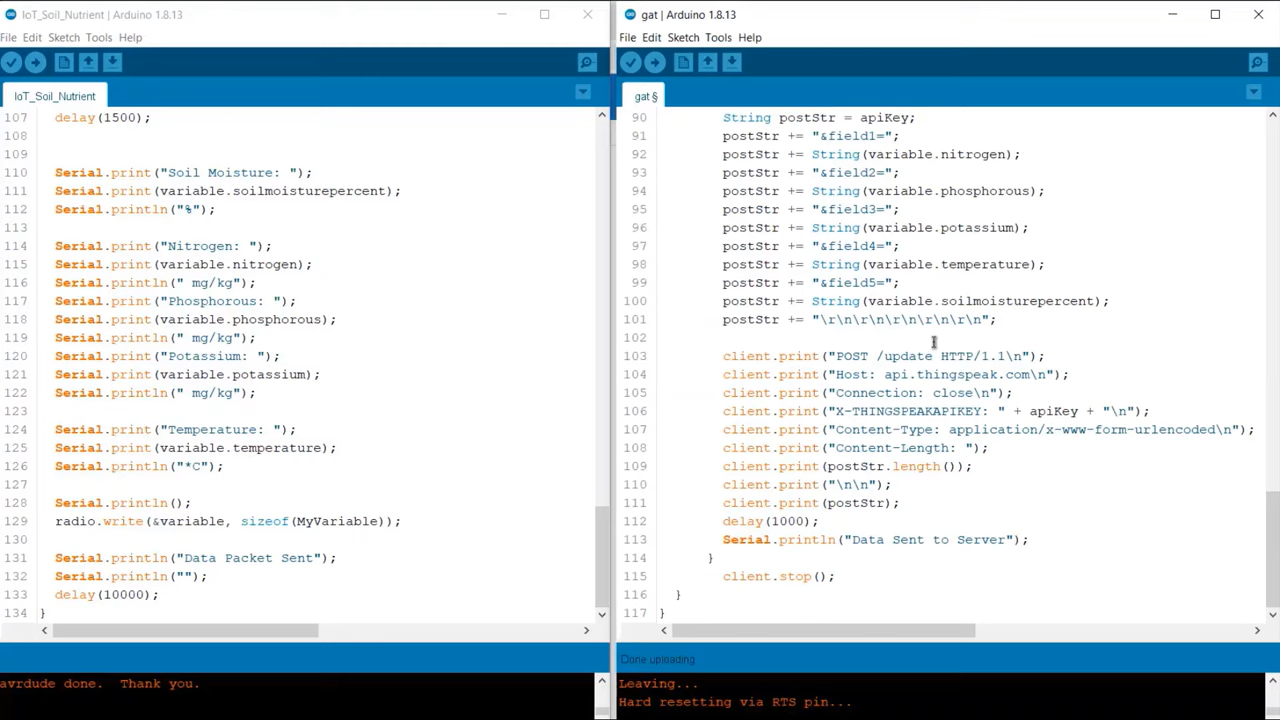 IoT_Soil_Nutrient | Arduino 1.8.13
File Edit Sketch Tools Help
IoT_Soil_Nutrient
107 delay(1500);
108
109
110 Serial.print("Soil Moisture: ");
111 Serial.print(variable.soilmoisturepercent);
112 Serial.println("%");
113
114 Serial.print("Nitrogen: ");
115 Serial.print(variable.nitrogen);
116 Serial.println(" mg/kg");
117 Serial.print("Phosphorous: ");
118 Serial.print(variable.phosphorous);
119 Serial.println(" mg/kg");
120 Serial.print("Potassium: ");
121 Serial.print(variable.potassium);
122 Serial.println(" mg/kg");
123
124 Serial.print("Temperature: ");
125 Serial.print(variable.temperature);
126 Serial.println("*C");
127
128 Serial.println();
129 radio.write(&variable, sizeof(MyVariable));
130
131 Serial.println("Data Packet Sent");
132 Serial.println("");
133 delay(10000);
134 }
avrdude done.  Thank you.
gat | Arduino 1.8.13
File Edit Sketch Tools Help
gat §
90 String postStr = apiKey;
91 postStr += "&field1=";
92 postStr += String(variable.nitrogen);
93 postStr += "&field2=";
94 postStr += String(variable.phosphorous);
95 postStr += "&field3=";
96 postStr += String(variable.potassium);
97 postStr += "&field4=";
98 postStr += String(variable.temperature);
99 postStr += "&field5=";
100 postStr += String(variable.soilmoisturepercent);
101 postStr += "\r\n\r\n\r\n\r\n\r\n";
102
103 client.print("POST /update HTTP/1.1\n");
104 client.print("Host: api.thingspeak.com\n");
105 client.print("Connection: close\n");
106 client.print("X-THINGSPEAKAPIKEY: " + apiKey + "\n");
107 client.print("Content-Type: application/x-www-form-urlencoded\n");
108 client.print("Content-Length: ");
109 client.print(postStr.length());
110 client.print("\n\n");
111 client.print(postStr);
112 delay(1000);
113 Serial.println("Data Sent to Server");
114 }
115 client.stop();
116 }
117 }
Done uploading
Leaving...
Hard resetting via RTS pin...